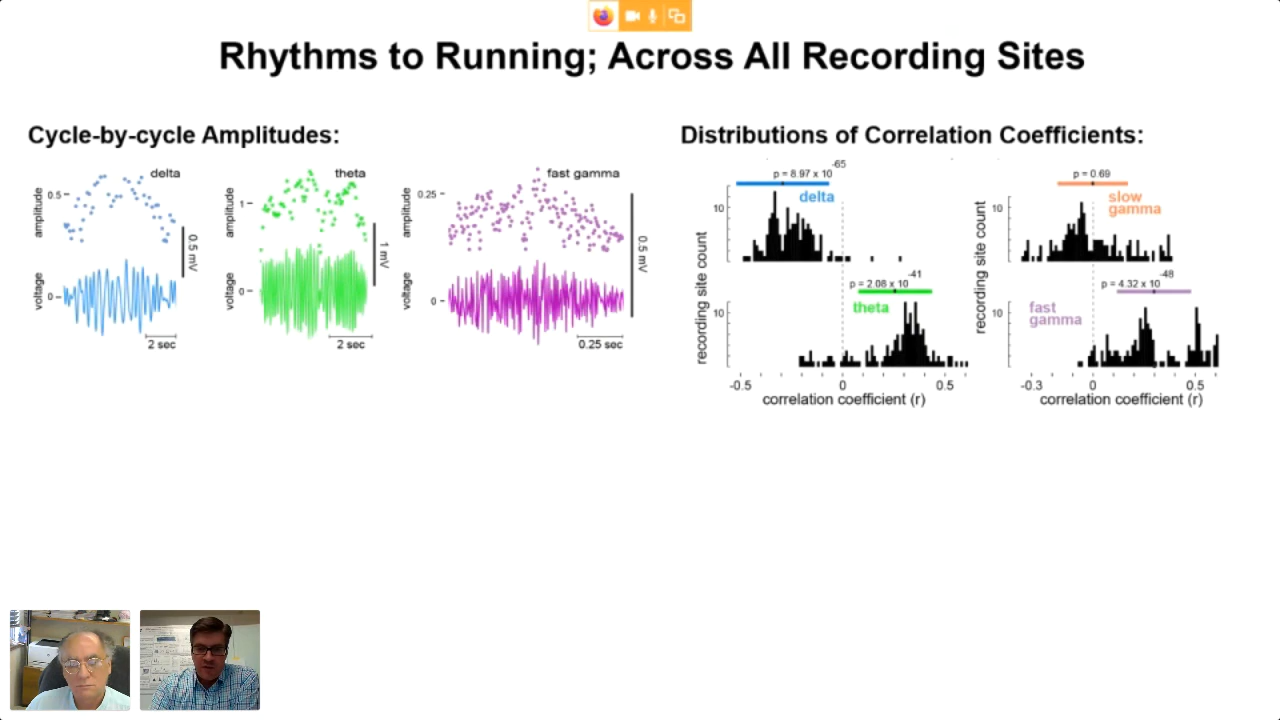 Rhythms to Running; Across All Recording Sites
Cycle-by-cycle Amplitudes:
delta
amplitude
0.5
voltage
0
0.5 mV
2 sec
theta
amplitude
1
voltage
0
1 mV
2 sec
fast gamma
amplitude
0.25
voltage
0
0.5 mV
0.25 sec
Distributions of Correlation Coefficients:
p = 8.97 x 10 -65
delta
10
recording site count
p = 2.08 x 10 -41
theta
10
-0.5 0 0.5
correlation coefficient (r)
p = 0.69
slow
gamma
10
recording site count
p = 4.32 x 10 -48
fast
gamma
10
-0.3 0 0.5
correlation coefficient (r)